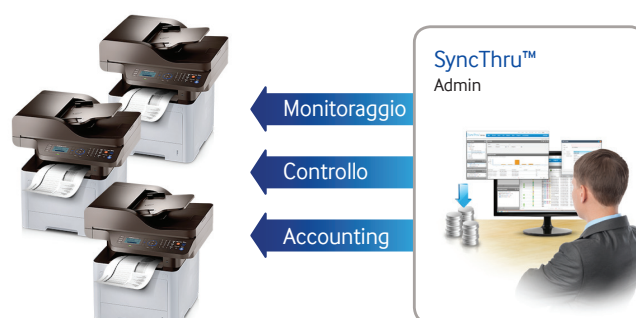 SyncThru™
Admin
Monitoraggio
Controllo
Accounting